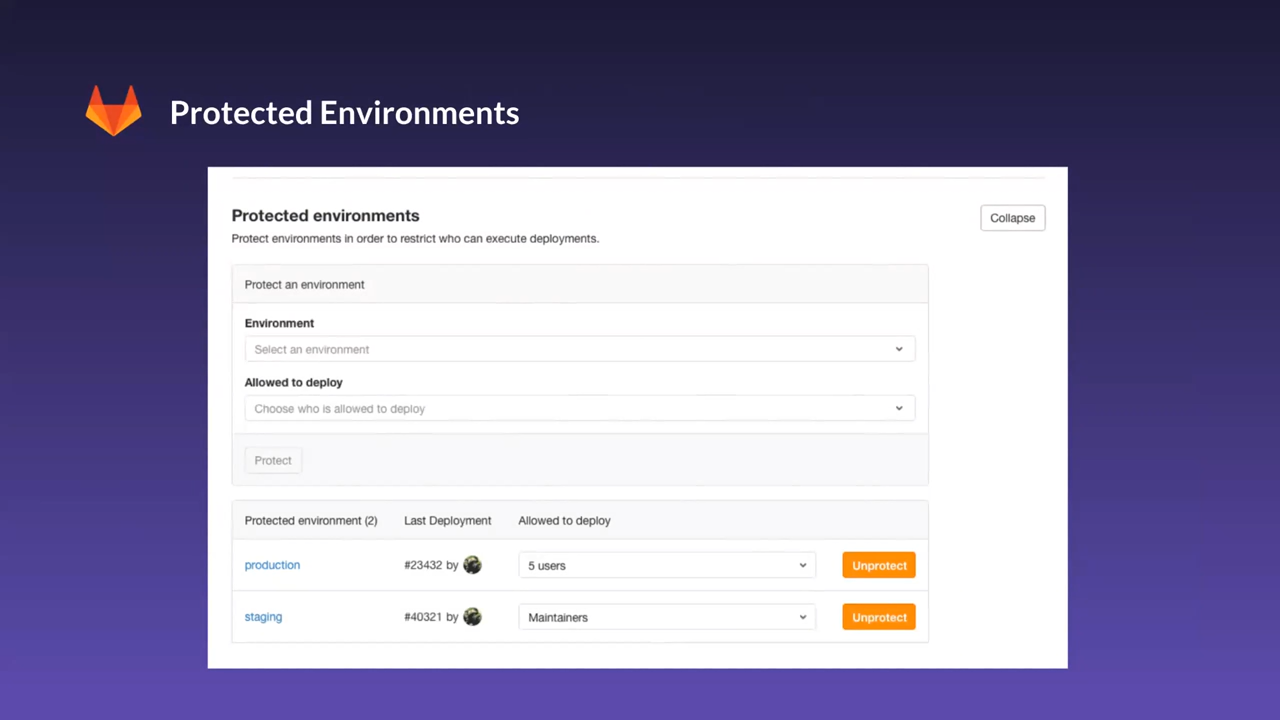 Protected Environments
Protected environments
Collapse
Protect environments in order to restrict who can execute deployments.
Protect an environment
Environment
Select an environment
Allowed to deploy
Choose who is allowed to deploy
Protect
Protected environment (2) Last Deployment Allowed to deploy
production #23432 by 5 users Unprotect
staging #40321 by Maintainers Unprotect